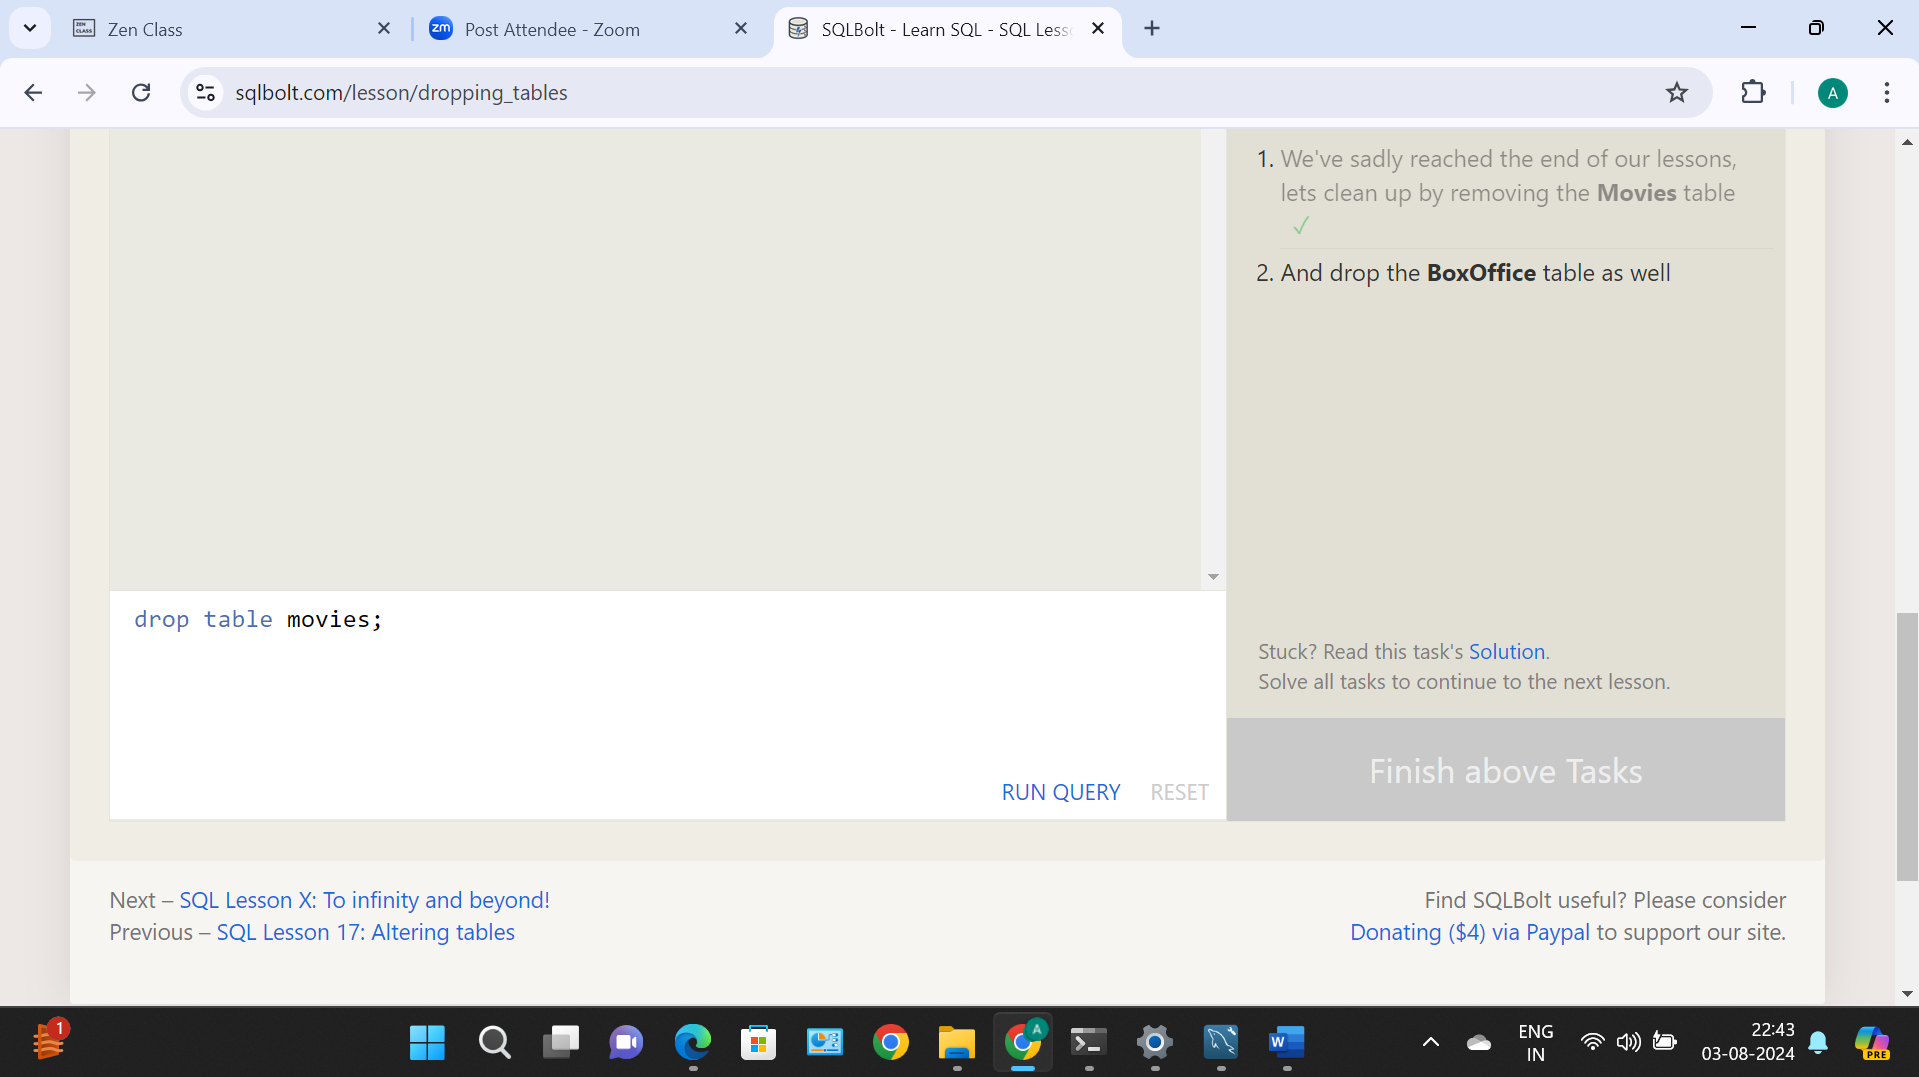 ZEN CLASS
Zen Class
zm
Post Attendee - Zoom
SQLBolt - Learn SQL - SQL Less
sqlbolt.com/lesson/dropping_tables
A
1. We've sadly reached the end of our lessons,
lets clean up by removing the Movies table
✓
2. And drop the BoxOffice table as well
drop table movies;
Stuck? Read this task's Solution.
Solve all tasks to continue to the next lesson.
RUN QUERY RESET
Finish above Tasks
Next – SQL Lesson X: To infinity and beyond!
Previous – SQL Lesson 17: Altering tables
Find SQLBolt useful? Please consider
Donating ($4) via Paypal to support our site.
1
A
W
ENG
IN
22:43
03-08-2024
PRE